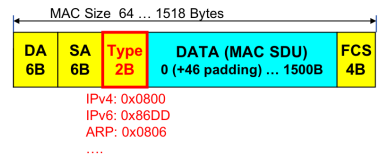 MAC Size 64 … 1518 Bytes
DA SA Type DATA (MAC SDU) FCS
6B 6B 2B 0 (+46 padding) … 1500B 4B
IPv4: 0x0800
IPv6: 0x86DD
ARP: 0x0806
….